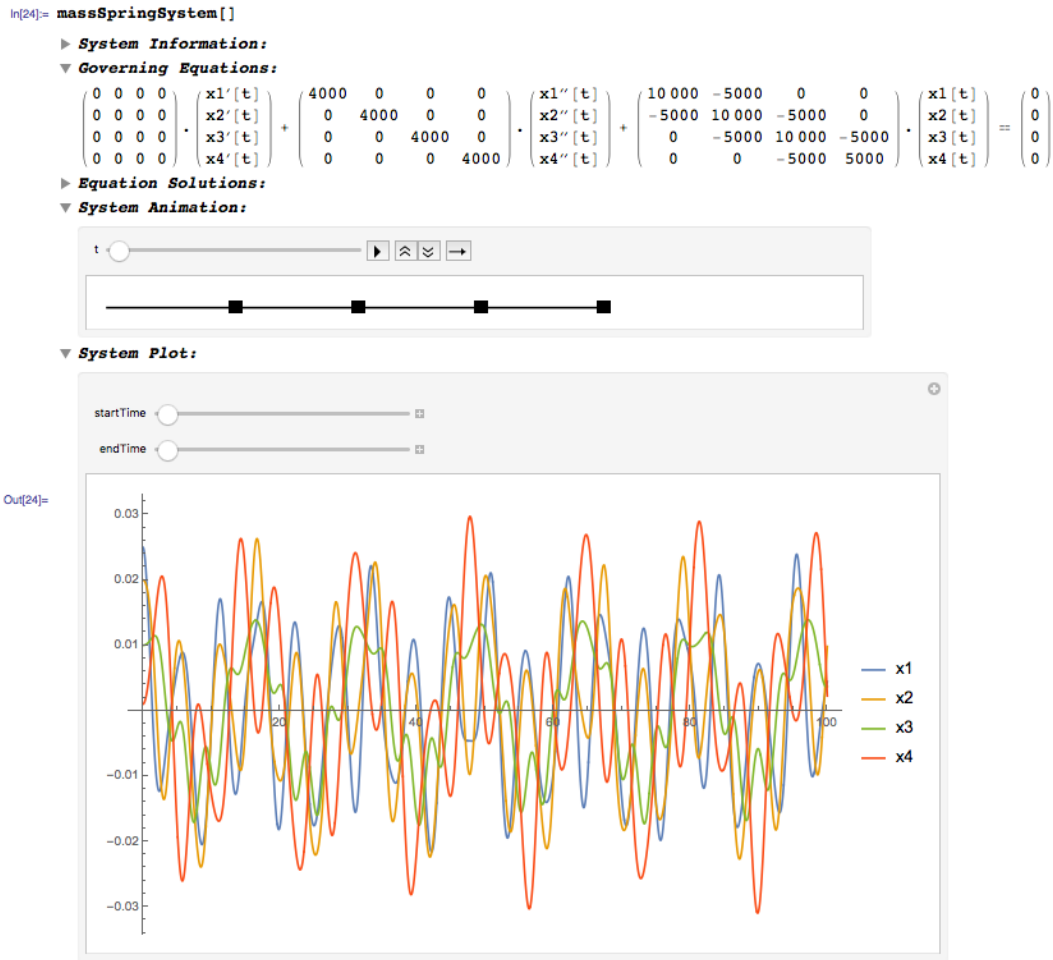 In[24]:= massSpringSystem[]
System Information:
Governing Equations:
0 0 0 0 x1′[t] 4000 0 0 0 x1′′[t] 10 000 -5000 0 0 x1[t] 0
0 0 0 0 x2′[t] 0 4000 0 0 x2′′[t] -5000 10 000 -5000 0 x2[t] 0
0 0 0 0 . x3′[t] + 0 0 4000 0 . x3′′[t] + 0 -5000 10 000 -5000 . x3[t] == 0
0 0 0 0 x4′[t] 0 0 0 4000 x4′′[t] 0 0 -5000 5000 x4[t] 0
Equation Solutions:
System Animation:
t
System Plot:
startTime
endTime
Out[24]=
0.03
0.02
0.01
-0.01
-0.02
-0.03
20 40 60 80 100
x1
x2
x3
x4